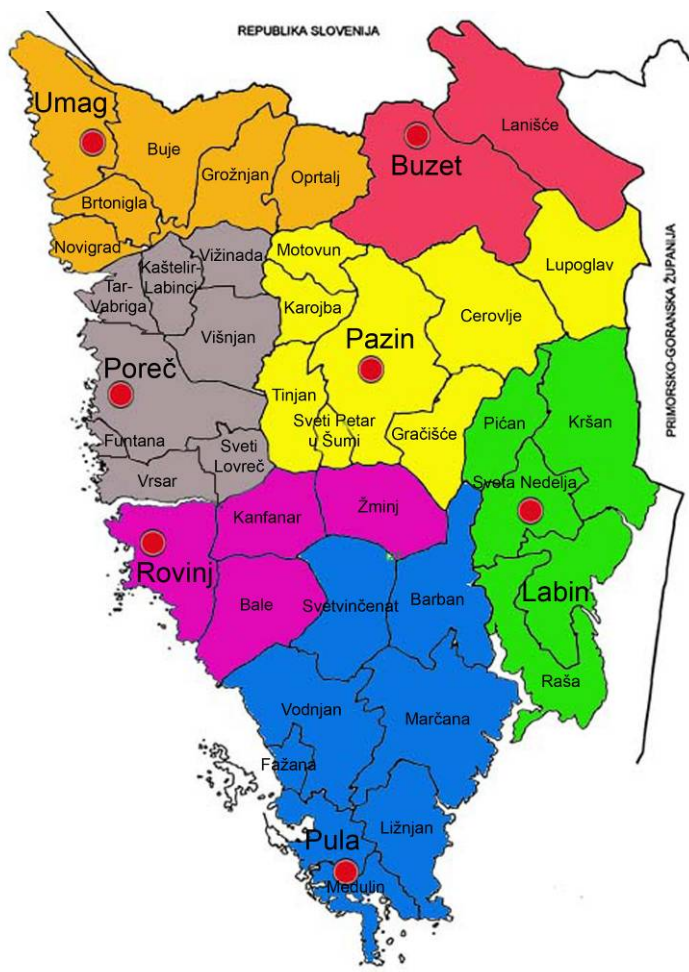 REPUBLIKA SLOVENIJA
Umag
Buje
Grožnjan
Oprtalj
Buzet
Lanišće
Brtonigla
Novigrad
Vižinada
Kaštelir-
Labinci
Tar-
Vabriga
Motovun
Lupoglav
PRIMORSKO-GORANSKA ŽUPANIJA
Karojba
Cerovlje
Višnjan
Pazin
Poreč
Tinjan
Sveti Petar
u Šumi
Gračišće
Pićan
Kršan
Funtana
Sveti
Lovreč
Vrsar
Sveta Nedelja
Kanfanar
Žminj
Rovinj
Bale
Svetvinčenat
Barban
Labin
Raša
Vodnjan
Marčana
Fažana
Pula
Ližnjan
Medulin